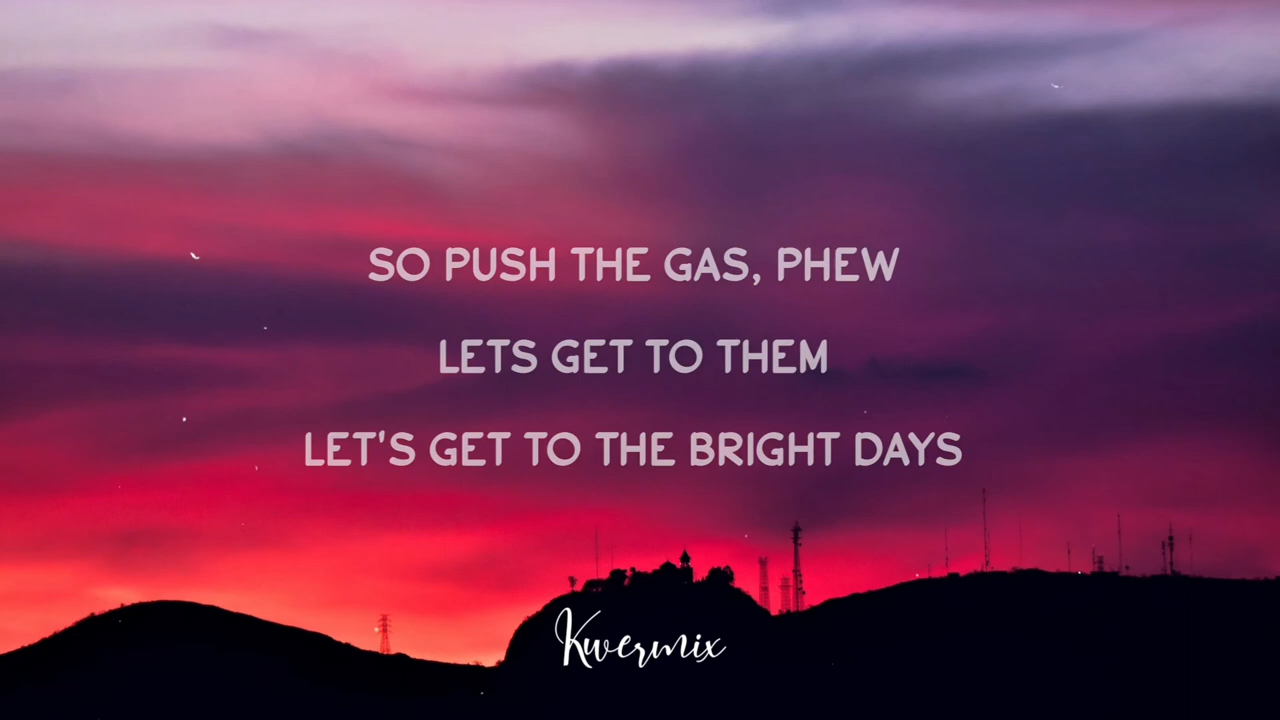 SO PUSH THE GAS, PHEW
LETS GET TO THEM
LET'S GET TO THE BRIGHT DAYS
Kwermix